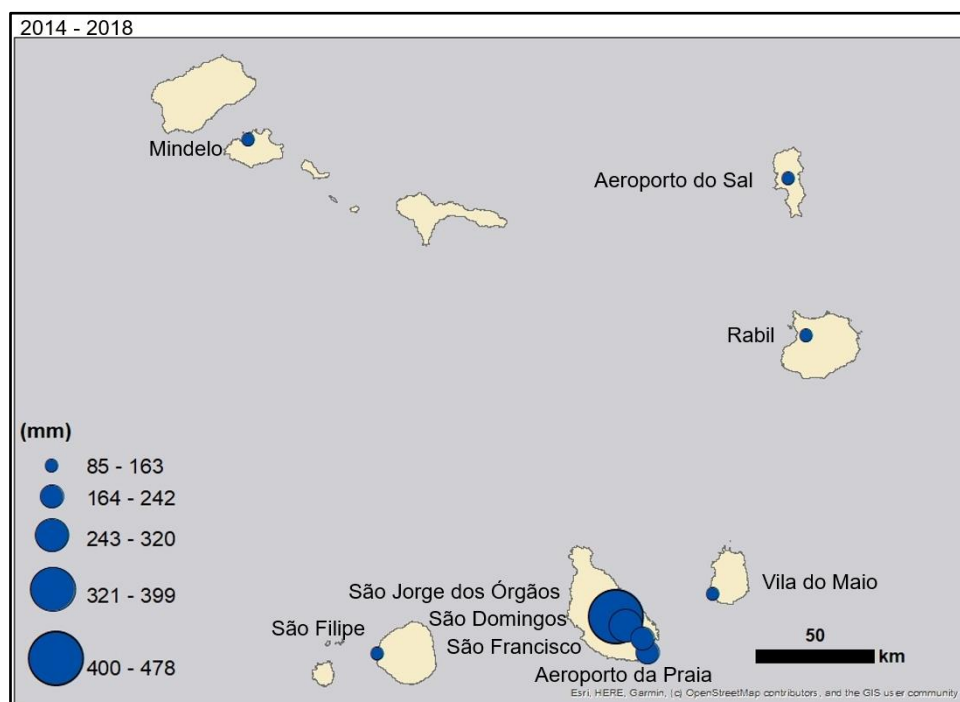 2014 - 2018
Mindelo
Aeroporto do Sal
Rabil
(mm)
85 - 163
164 - 242
243 - 320
321 - 399
400 - 478
São Jorge dos Órgãos
São Domingos
São Francisco
Aeroporto da Praia
São Filipe
Vila do Maio
50
km
Esri, HERE, Garmin, (c) OpenStreetMap contributors, and the GIS user community